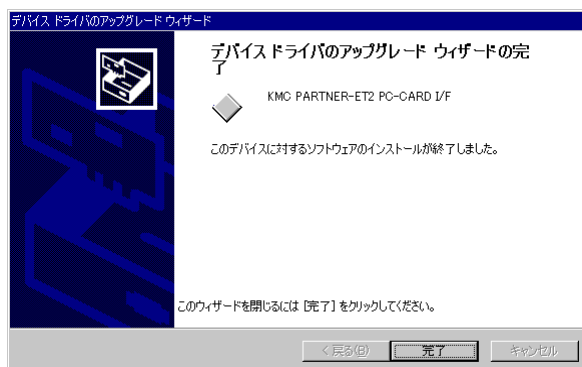 デバイス ドライバのアップグレード ウィザード
デバイス ドライバのアップグレード ウィザードの完
了
KMC PARTNER-ET2 PC-CARD I/F
このデバイスに対するソフトウェアのインストールが終了しました。
このウィザードを閉じるには [完了] をクリックしてください。
< 戻る(B)
完了
キャンセル